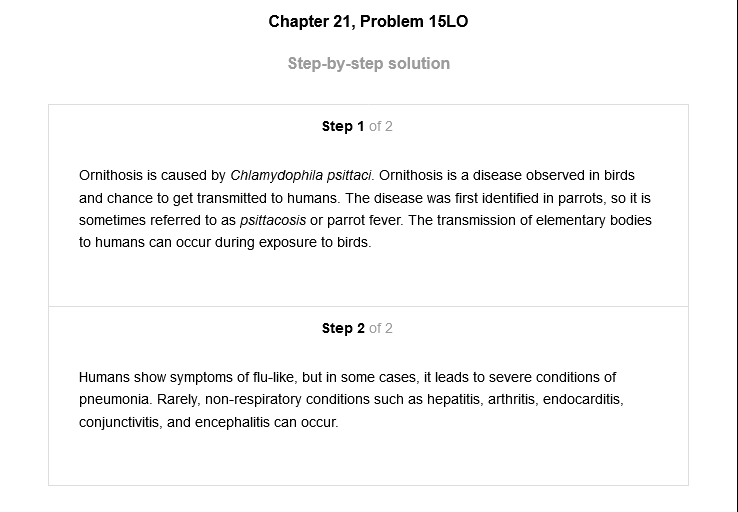 Chapter 21, Problem 15LO
Step-by-step solution
Step 1 of 2
Ornithosis is caused by Chlamydophila psittaci. Ornithosis is a disease observed in birds
and chance to get transmitted to humans. The disease was first identified in parrots, so it is
sometimes referred to as psittacosis or parrot fever. The transmission of elementary bodies
to humans can occur during exposure to birds.
Step 2 of 2
Humans show symptoms of flu-like, but in some cases, it leads to severe conditions of
pneumonia. Rarely, non-respiratory conditions such as hepatitis, arthritis, endocarditis,
conjunctivitis, and encephalitis can occur.